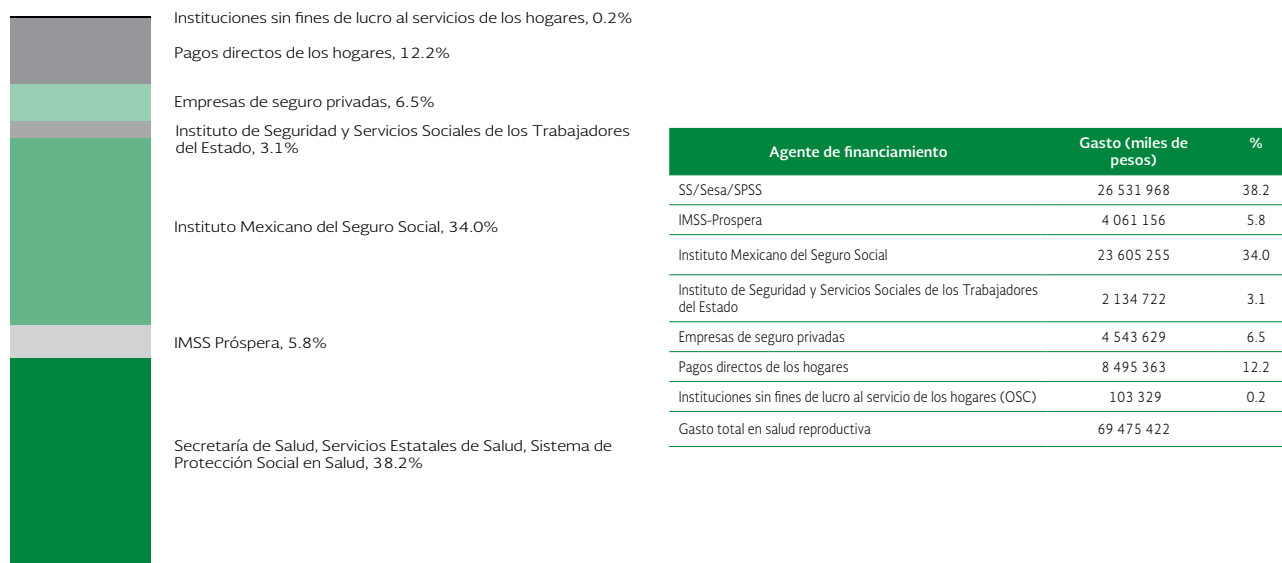 Instituciones sin fines de lucro al servicios de los hogares, 0.2%
Pagos directos de los hogares, 12.2%
Empresas de seguro privadas, 6.5%
Instituto de Seguridad y Servicios Sociales de los Trabajadores
del Estado, 3.1%
Instituto Mexicano del Seguro Social, 34.0%
IMSS Próspera, 5.8%
Secretaría de Salud, Servicios Estatales de Salud, Sistema de
Protección Social en Salud, 38.2%
Agente de financiamiento Gasto (miles de pesos) %
SS/Sesa/SPSS 26 531 968 38.2
IMSS-Prospera 4 061 156 5.8
Instituto Mexicano del Seguro Social 23 605 255 34.0
Instituto de Seguridad y Servicios Sociales de los Trabajadores
del Estado 2 134 722 3.1
Empresas de seguro privadas 4 543 629 6.5
Pagos directos de los hogares 8 495 363 12.2
Instituciones sin fines de lucro al servicio de los hogares (OSC) 103 329 0.2
Gasto total en salud reproductiva 69 475 422